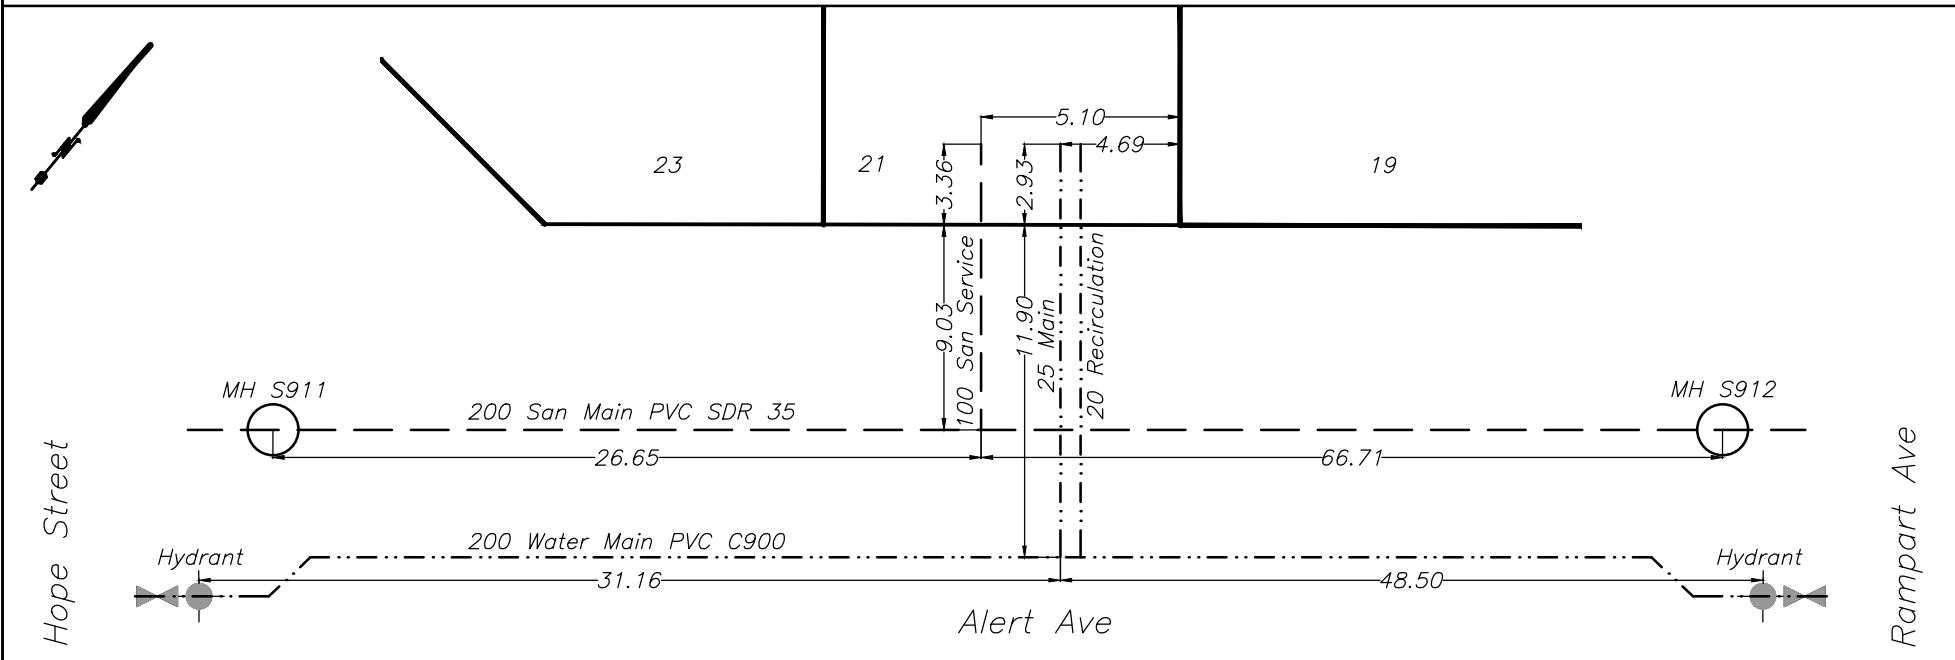 5.10
4.69
23
21
19
3.36
2.93
9.03
100 San Service
11.90
25 Main
20 Recirculation
MH S911
MH S912
200 San Main PVC SDR 35
26.65
66.71
Hope Street
Rampart Ave
200 Water Main PVC C900
Hydrant
Hydrant
31.16
48.50
Alert Ave